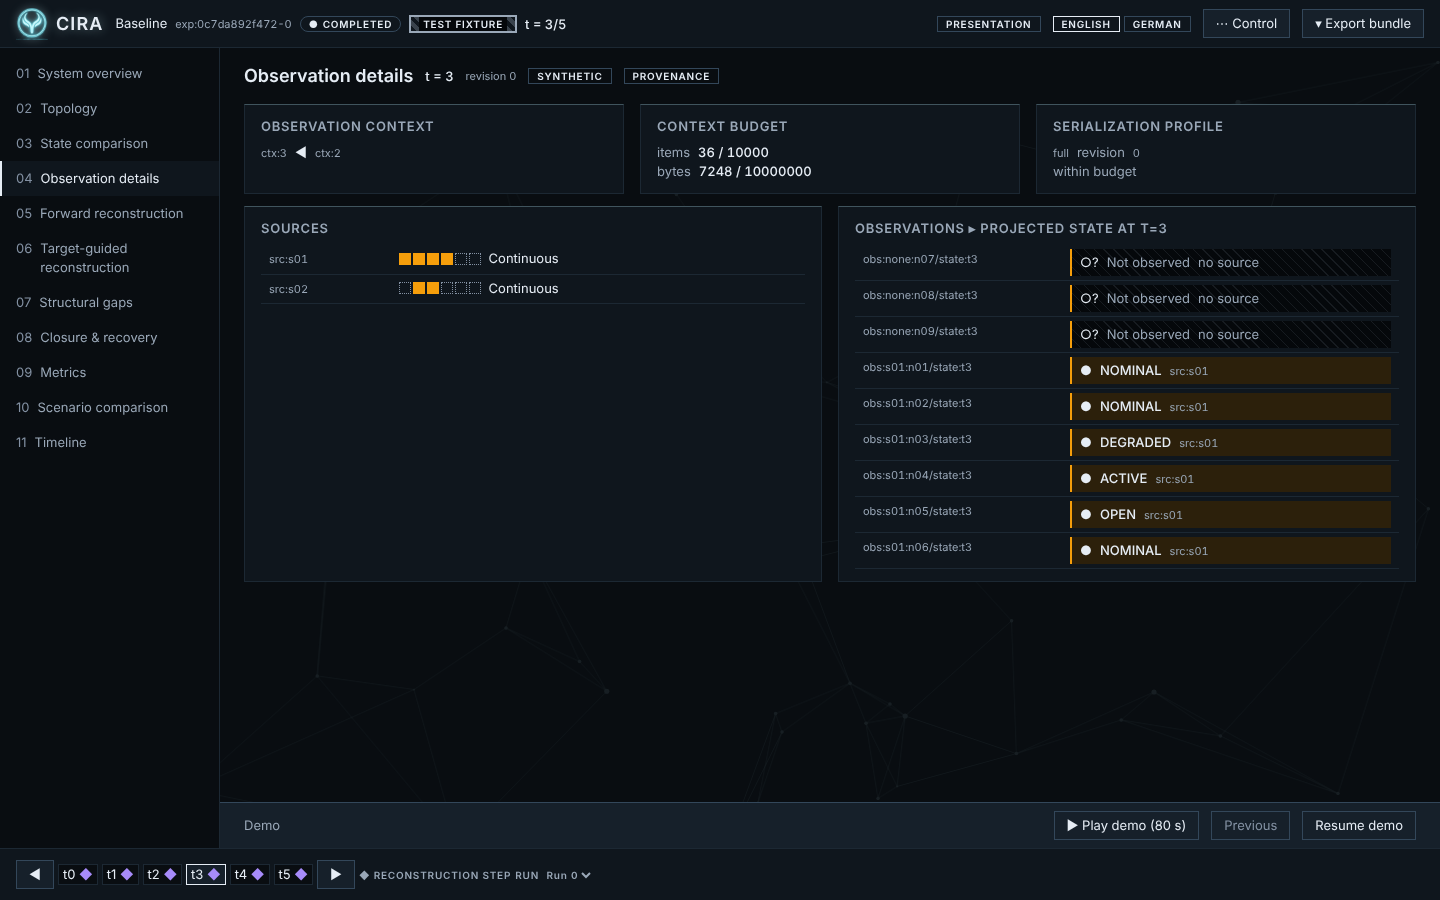 CIRA Baseline exp:0c7da892f472-0 ● COMPLETED TEST FIXTURE t = 3/5 PRESENTATION ENGLISH GERMAN ⋯ Control ▾ Export bundle
01 System overview
02 Topology
03 State comparison
04 Observation details
05 Forward reconstruction
06 Target-guided
reconstruction
07 Structural gaps
08 Closure & recovery
09 Metrics
10 Scenario comparison
11 Timeline
Observation details t = 3 revision 0 SYNTHETIC PROVENANCE
OBSERVATION CONTEXT
ctx:3 ◀ ctx:2
CONTEXT BUDGET
items 36 / 10000
bytes 7248 / 10000000
SERIALIZATION PROFILE
full revision 0
within budget
SOURCES
src:s01 Continuous
src:s02 Continuous
OBSERVATIONS ▸ PROJECTED STATE AT T=3
obs:none:n07/state:t3 ○? Not observed no source
obs:none:n08/state:t3 ○? Not observed no source
obs:none:n09/state:t3 ○? Not observed no source
obs:s01:n01/state:t3 ● NOMINAL src:s01
obs:s01:n02/state:t3 ● NOMINAL src:s01
obs:s01:n03/state:t3 ● DEGRADED src:s01
obs:s01:n04/state:t3 ● ACTIVE src:s01
obs:s01:n05/state:t3 ● OPEN src:s01
obs:s01:n06/state:t3 ● NOMINAL src:s01
Demo ▶ Play demo (80 s) Previous Resume demo
◀ t0 ◆ t1 ◆ t2 ◆ t3 ◆ t4 ◆ t5 ◆ ▶ ◆ RECONSTRUCTION STEP RUN Run 0